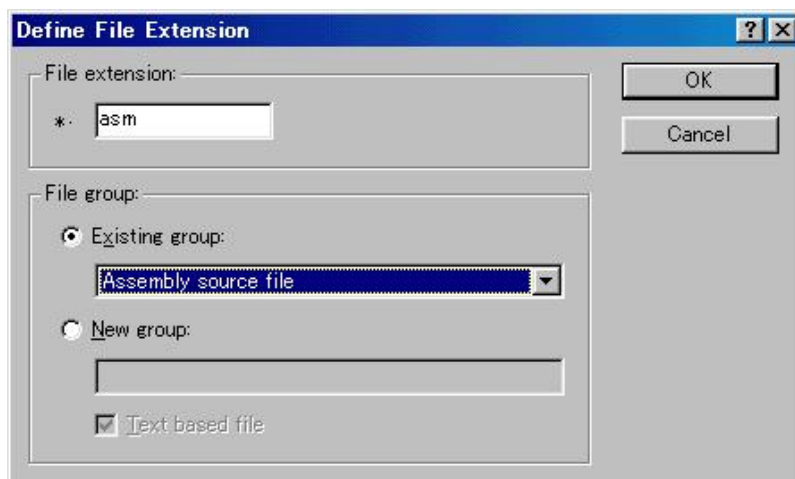 Define File Extension
File extension:
*. asm
OK
Cancel
File group:
Existing group:
Assembly source file
New group:
Text based file